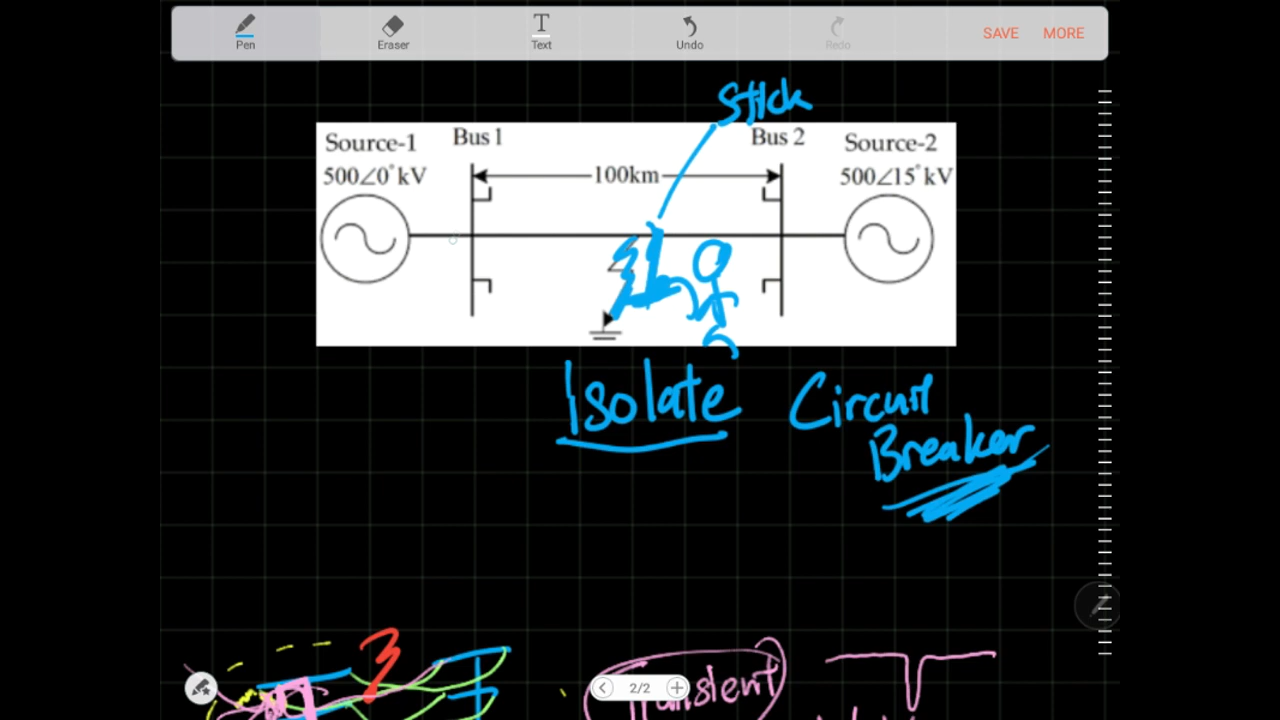 Pen
Eraser
Text
Undo
Redo
SAVE
MORE
Stick
Source-1
Bus 1
Bus 2
Source-2
500∠0° kV
100km
500∠15° kV
Isolate
Circuit
Breaker
3
Transient
2/2